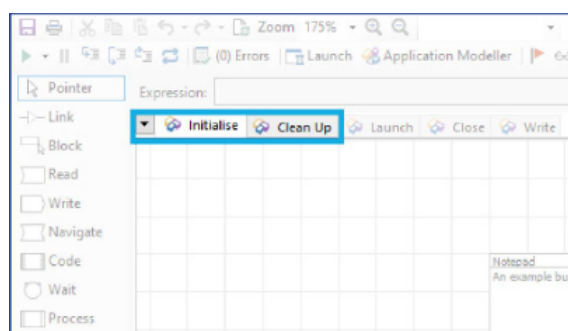 Zoom 175%
(0) Errors Launch Application Modeller
Pointer
Expression:
Link
Initialise Clean Up Launch Close Write
Block
Read
Write
Navigate
Notepad
Code
An example bu
Wait
Process